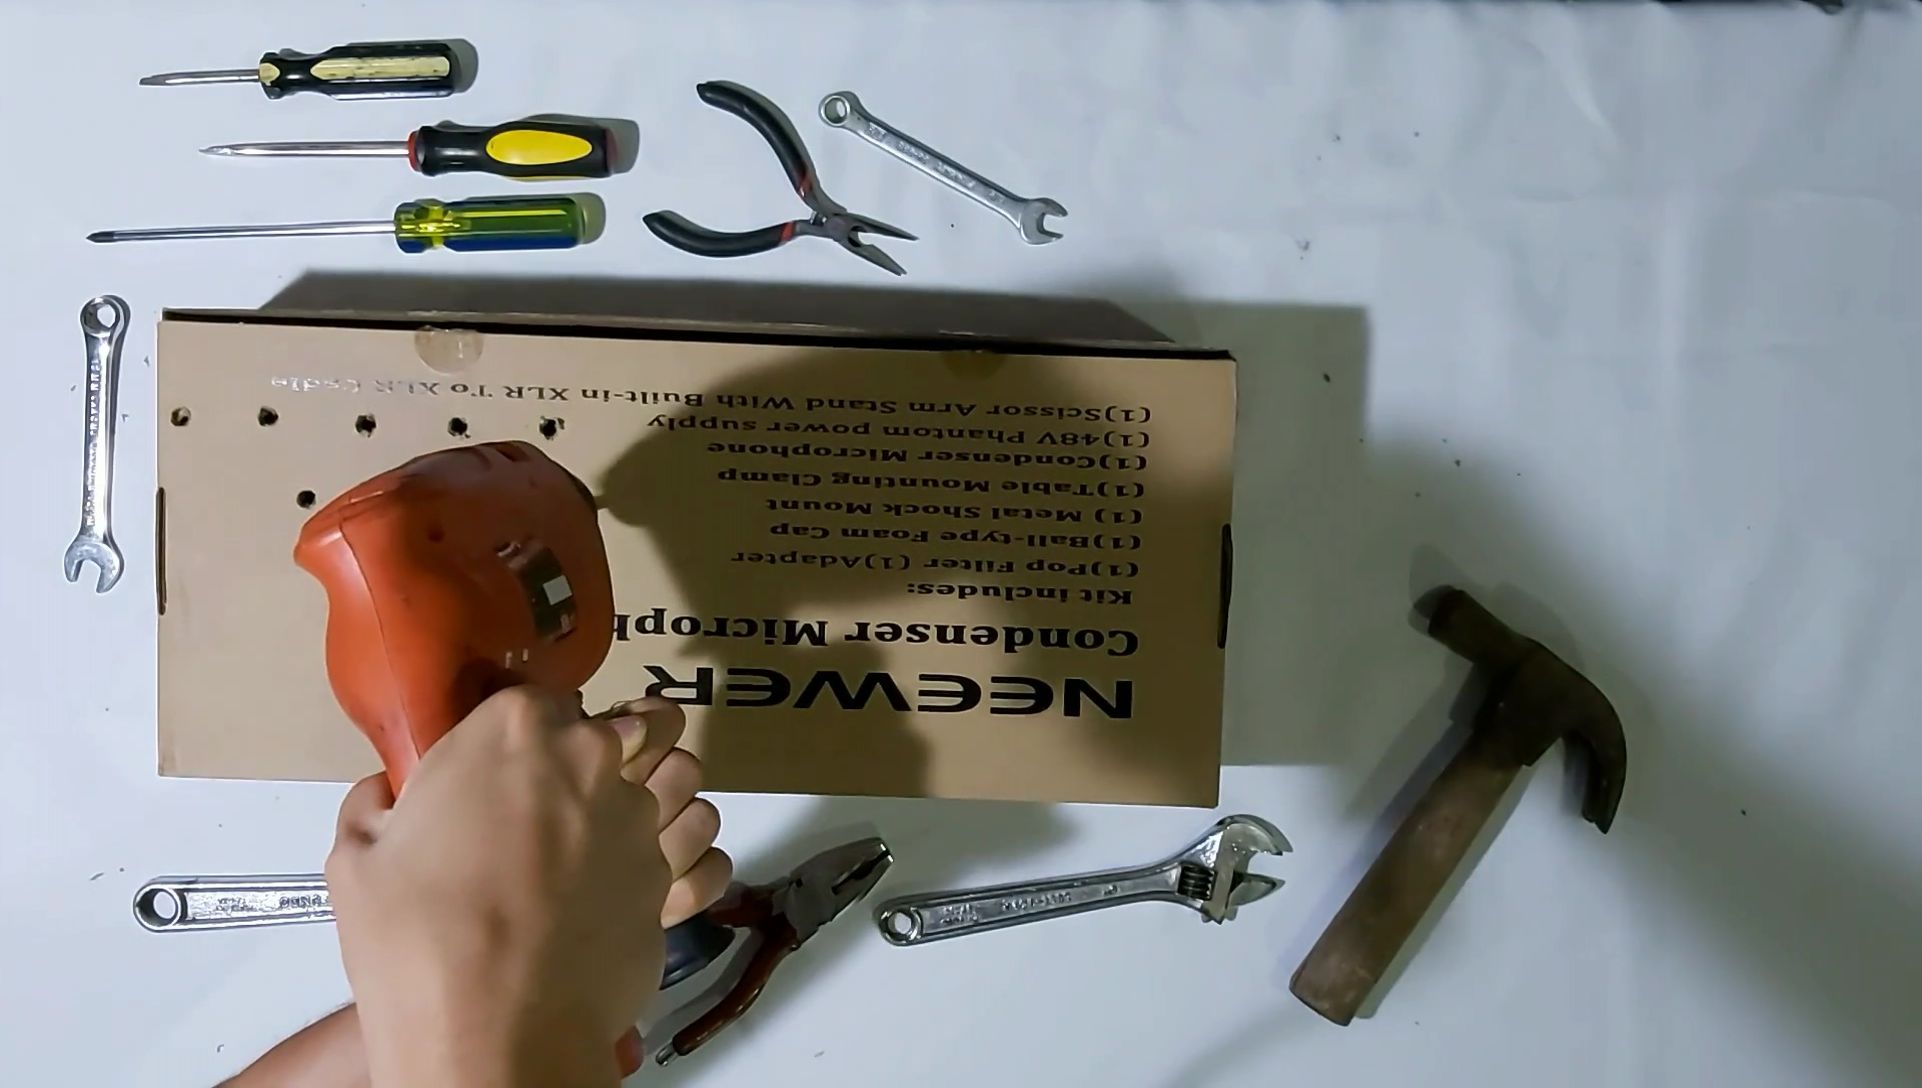 NEEWER
Condenser Microph
Kit includes:
(1)Pop Filter (1)Adapter
(1)Ball-type Foam Cap
(1) Metal Shock Mount
(1)Table Mounting Clamp
(1)Condenser Microphone
(1)48V Phantom power supply
(1)Scissor Arm Stand With Built-in XLR To XLR Cable